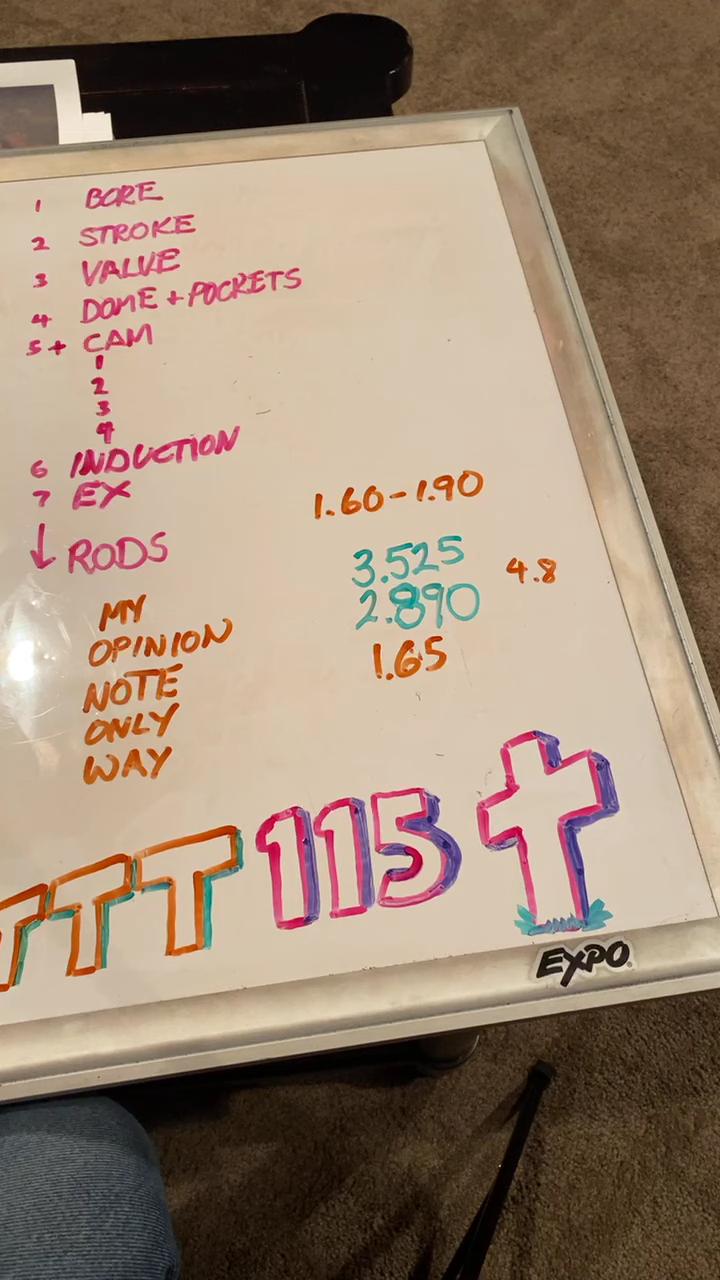 1 BORE
2 STROKE
3 VALVE
4 DOME + POCKETS
5 + CAM
1
2
3
4
6 INDUCTION
7 EX
↓ RODS
1.60-1.90
3.525
2.890
4.8
1.65
MY
OPINION
NOTE
ONLY
WAY
TTT 115
EXPO